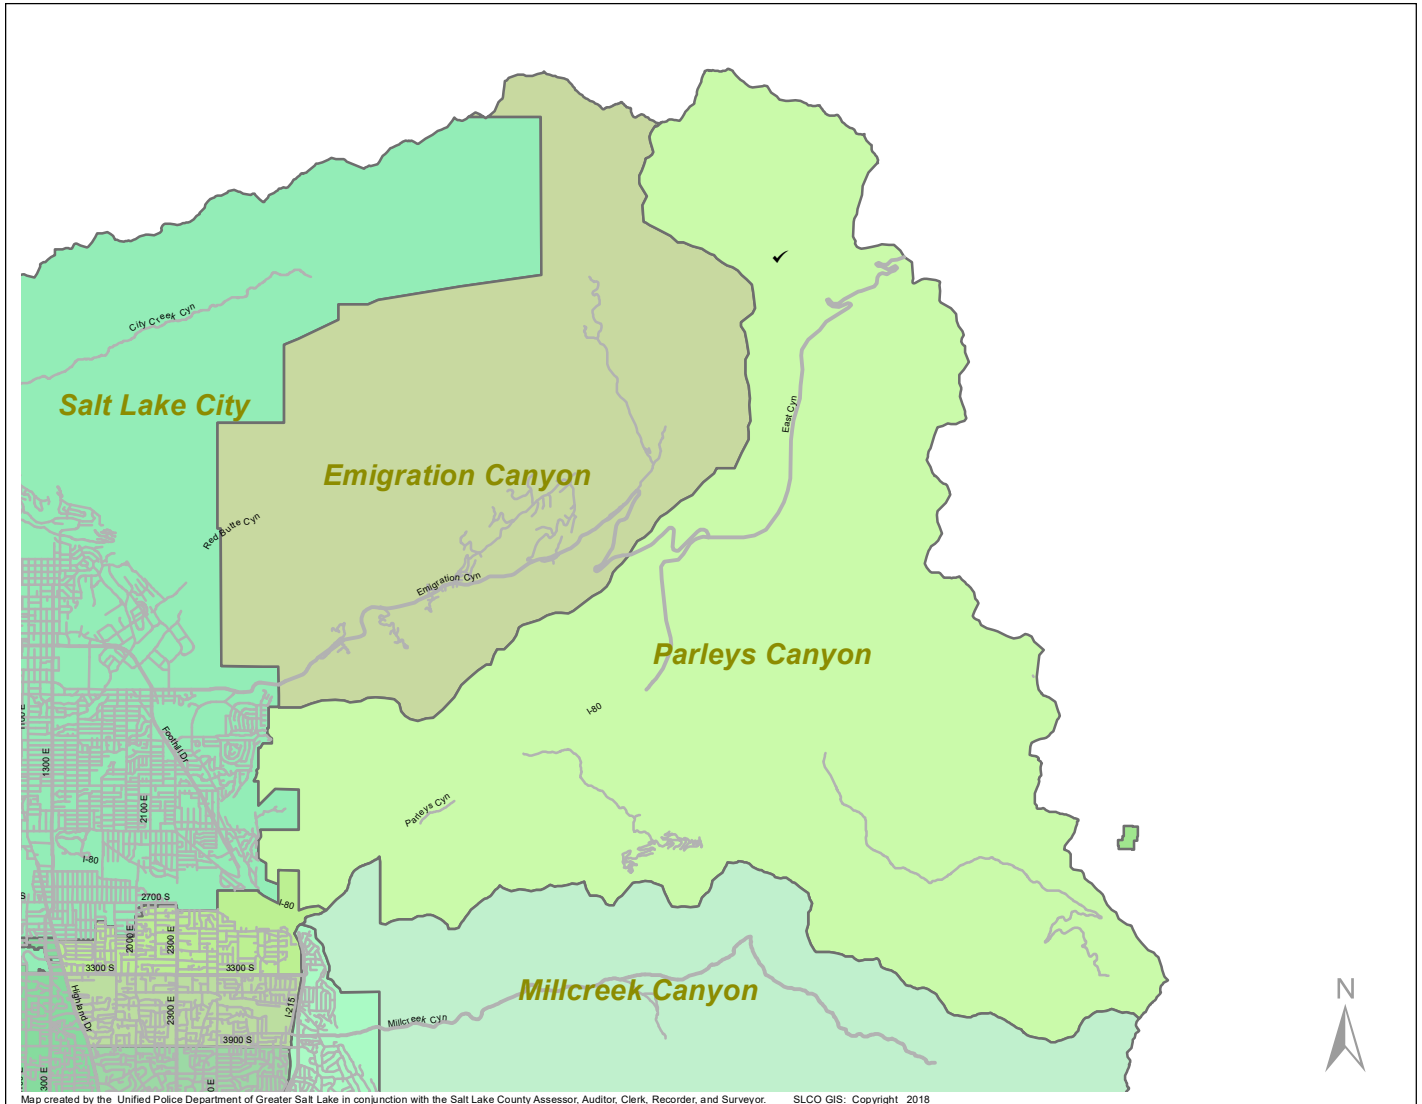 City Creek Cyn
Salt Lake City
East Cyn
Emigration Canyon
Red Butte Cyn
Emigration Cyn
Parleys Canyon
I-80
Foothill Dr
1300 E
2100 E
Parleys Cyn
I-80
S
2700 S
I-80
2000 E
2300 E
3300 S
3300 S
Millcreek Canyon
N
Highland Dr
2300 E
I-215
Millcreek Cyn
3900 S
300 E
0 E
Map created by the Unified Police Department of Greater Salt Lake in conjunction with the Salt Lake County Assessor, Auditor, Clerk, Recorder, and Surveyor. SLCO GIS: Copyright 2018